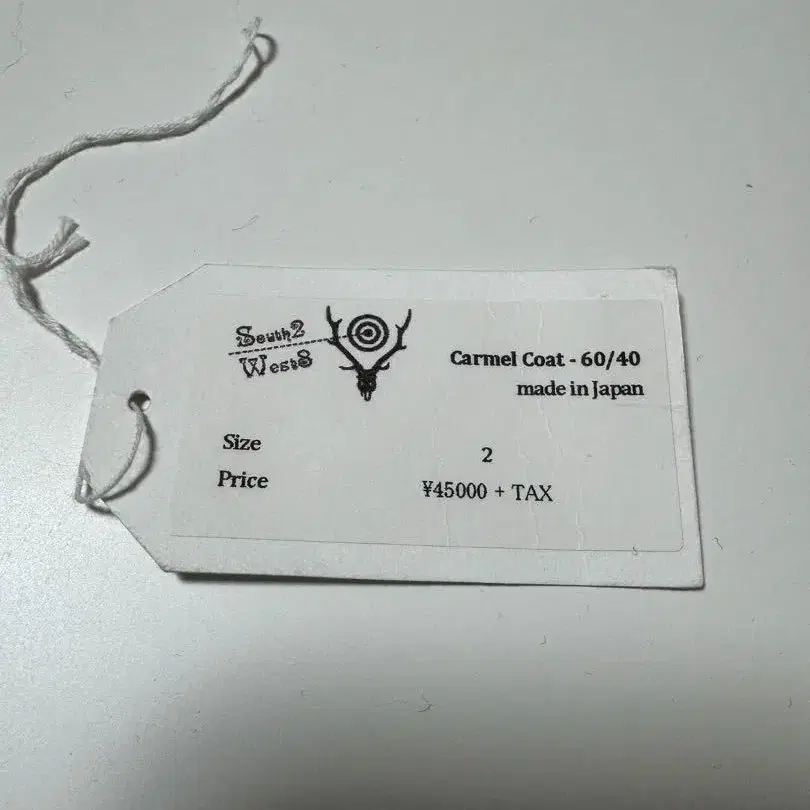 South2
West8
Carmel Coat - 60/40
made in Japan
Size 2
Price ¥45000 + TAX